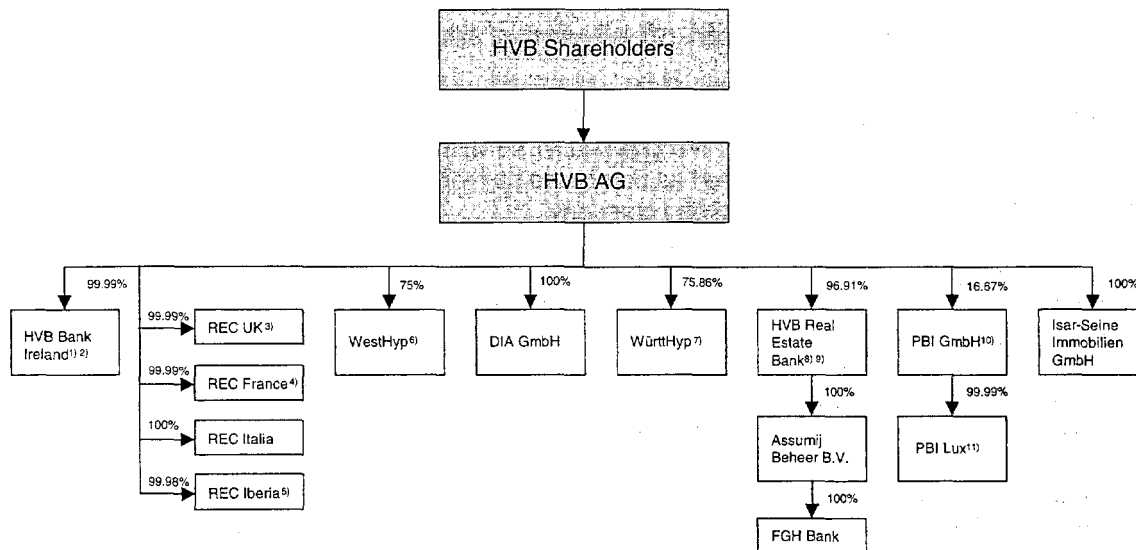 HVB Shareholders
HVB AG
99.99%
75%
100%
75.86%
96.91%
16.67%
100%
HVB Bank
Ireland1) 2)
99.99%
REC UK 3)
99.99%
REC France4)
100%
REC Italia
99.98%
REC Iberia5)
WestHyp6)
DIA GmbH
WürttHyp7)
HVB Real
Estate
Bank8) 9)
PBI GmbH10)
Isar-Seine
Immobilien
GmbH
100%
99.99%
Assumij
Beheer B.V.
PBI Lux11)
100%
FGH Bank